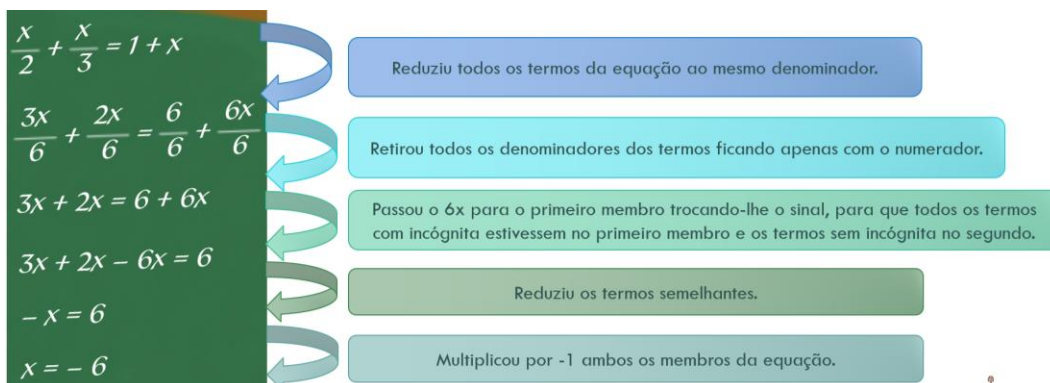 x/2 + x/3 = 1 + x
Reduziu todos os termos da equação ao mesmo denominador.
3x/6 + 2x/6 = 6/6 + 6x/6
Retirou todos os denominadores dos termos ficando apenas com o numerador.
3x + 2x = 6 + 6x
Passou o 6x para o primeiro membro trocando-lhe o sinal, para que todos os termos
com incógnita estivessem no primeiro membro e os termos sem incógnita no segundo.
3x + 2x – 6x = 6
Reduziu os termos semelhantes.
– x = 6
Multiplicou por -1 ambos os membros da equação.
x = – 6